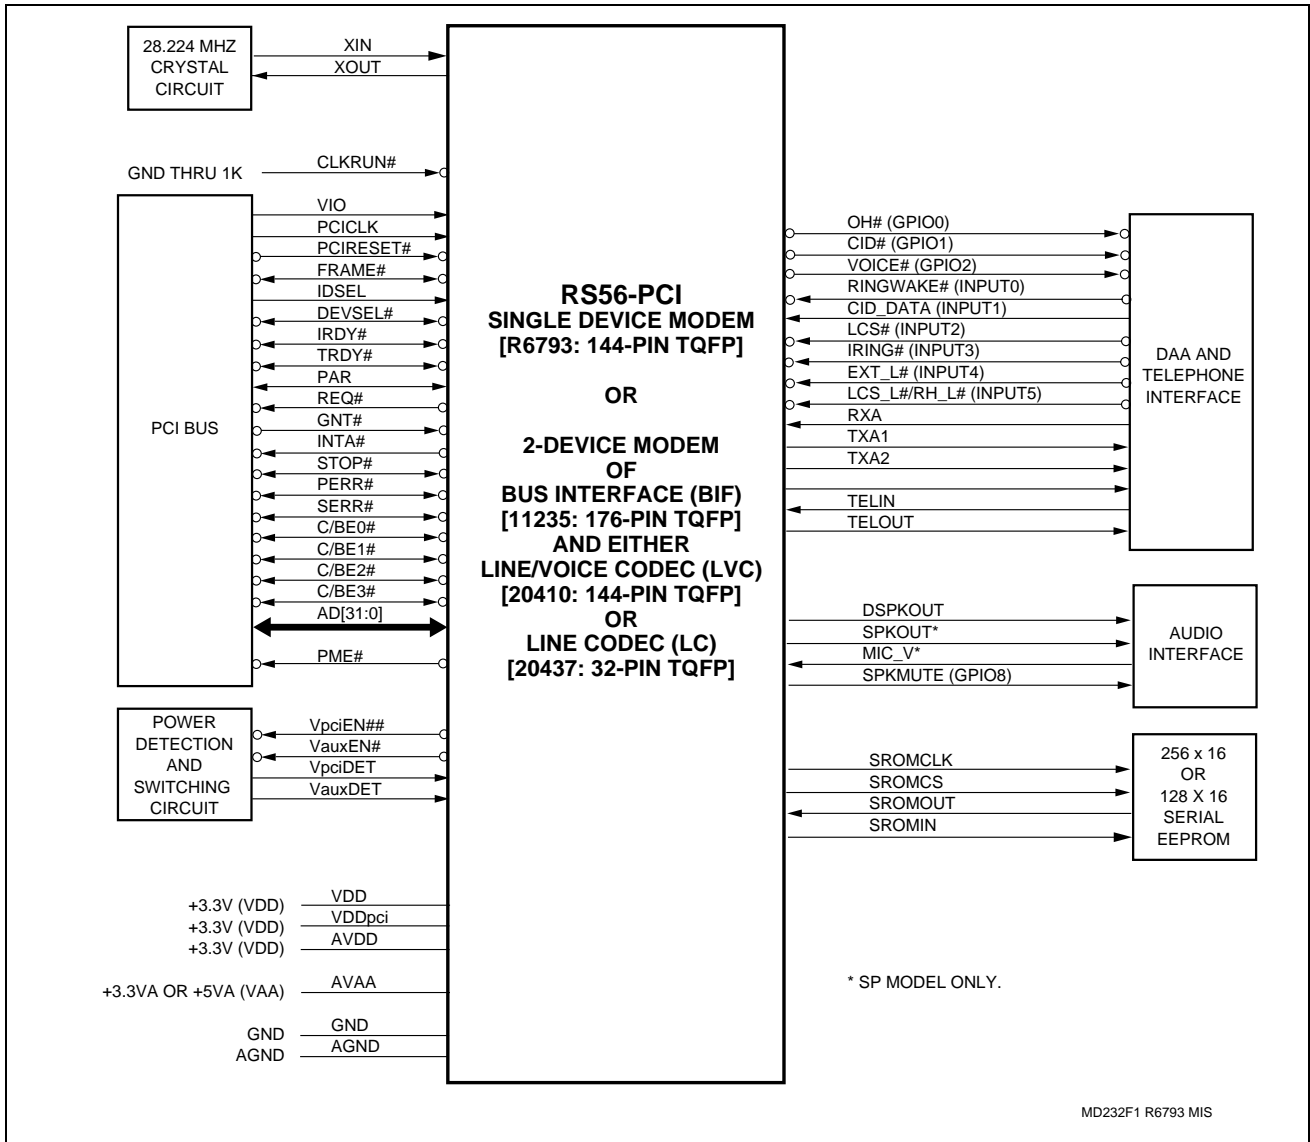 28.224 MHZ
CRYSTAL
CIRCUIT
XIN
XOUT
GND THRU 1K
CLKRUN#
PCI BUS
VIO
PCICLK
PCIRESET#
FRAME#
IDSEL
DEVSEL#
IRDY#
TRDY#
PAR
REQ#
GNT#
INTA#
STOP#
PERR#
SERR#
C/BE0#
C/BE1#
C/BE2#
C/BE3#
AD[31:0]
PME#
POWER
DETECTION
AND
SWITCHING
CIRCUIT
VpciEN##
VauxEN#
VpciDET
VauxDET
+3.3V (VDD)
VDD
+3.3V (VDD)
VDDpci
+3.3V (VDD)
AVDD
+3.3VA OR +5VA (VAA)
AVAA
GND
GND
AGND
AGND
RS56-PCI
SINGLE DEVICE MODEM
[R6793: 144-PIN TQFP]
OR
2-DEVICE MODEM
OF
BUS INTERFACE (BIF)
[11235: 176-PIN TQFP]
AND EITHER
LINE/VOICE CODEC (LVC)
[20410: 144-PIN TQFP]
OR
LINE CODEC (LC)
[20437: 32-PIN TQFP]
OH# (GPIO0)
CID# (GPIO1)
VOICE# (GPIO2)
RINGWAKE# (INPUT0)
CID_DATA (INPUT1)
LCS# (INPUT2)
IRING# (INPUT3)
EXT_L# (INPUT4)
LCS_L#/RH_L# (INPUT5)
RXA
TXA1
TXA2
TELIN
TELOUT
DAA AND
TELEPHONE
INTERFACE
DSPKOUT
SPKOUT*
MIC_V*
SPKMUTE (GPIO8)
AUDIO
INTERFACE
SROMCLK
SROMCS
SROMOUT
SROMIN
256 x 16
OR
128 X 16
SERIAL
EEPROM
* SP MODEL ONLY.
MD232F1 R6793 MIS